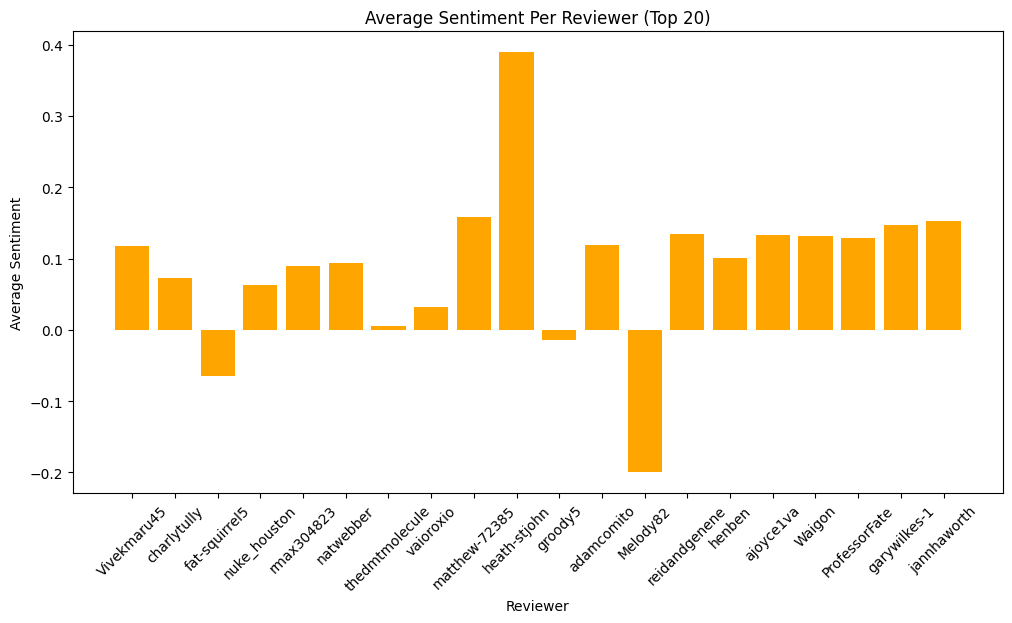 Average Sentiment Per Reviewer (Top 20)
Average Sentiment
0.4
0.3
0.2
0.1
0.0
−0.1
−0.2
Vivekmaru45
charlytully
fat-squirrel5
nuke_houston
rmax304823
natwebber
thedmtmolecule
vaioroxio
matthew-72385
heath-stjohn
groody5
adamcomito
Melody82
reidandgenene
henben
ajoyce1va
Waigon
ProfessorFate
garywilkes-1
jannhaworth
Reviewer